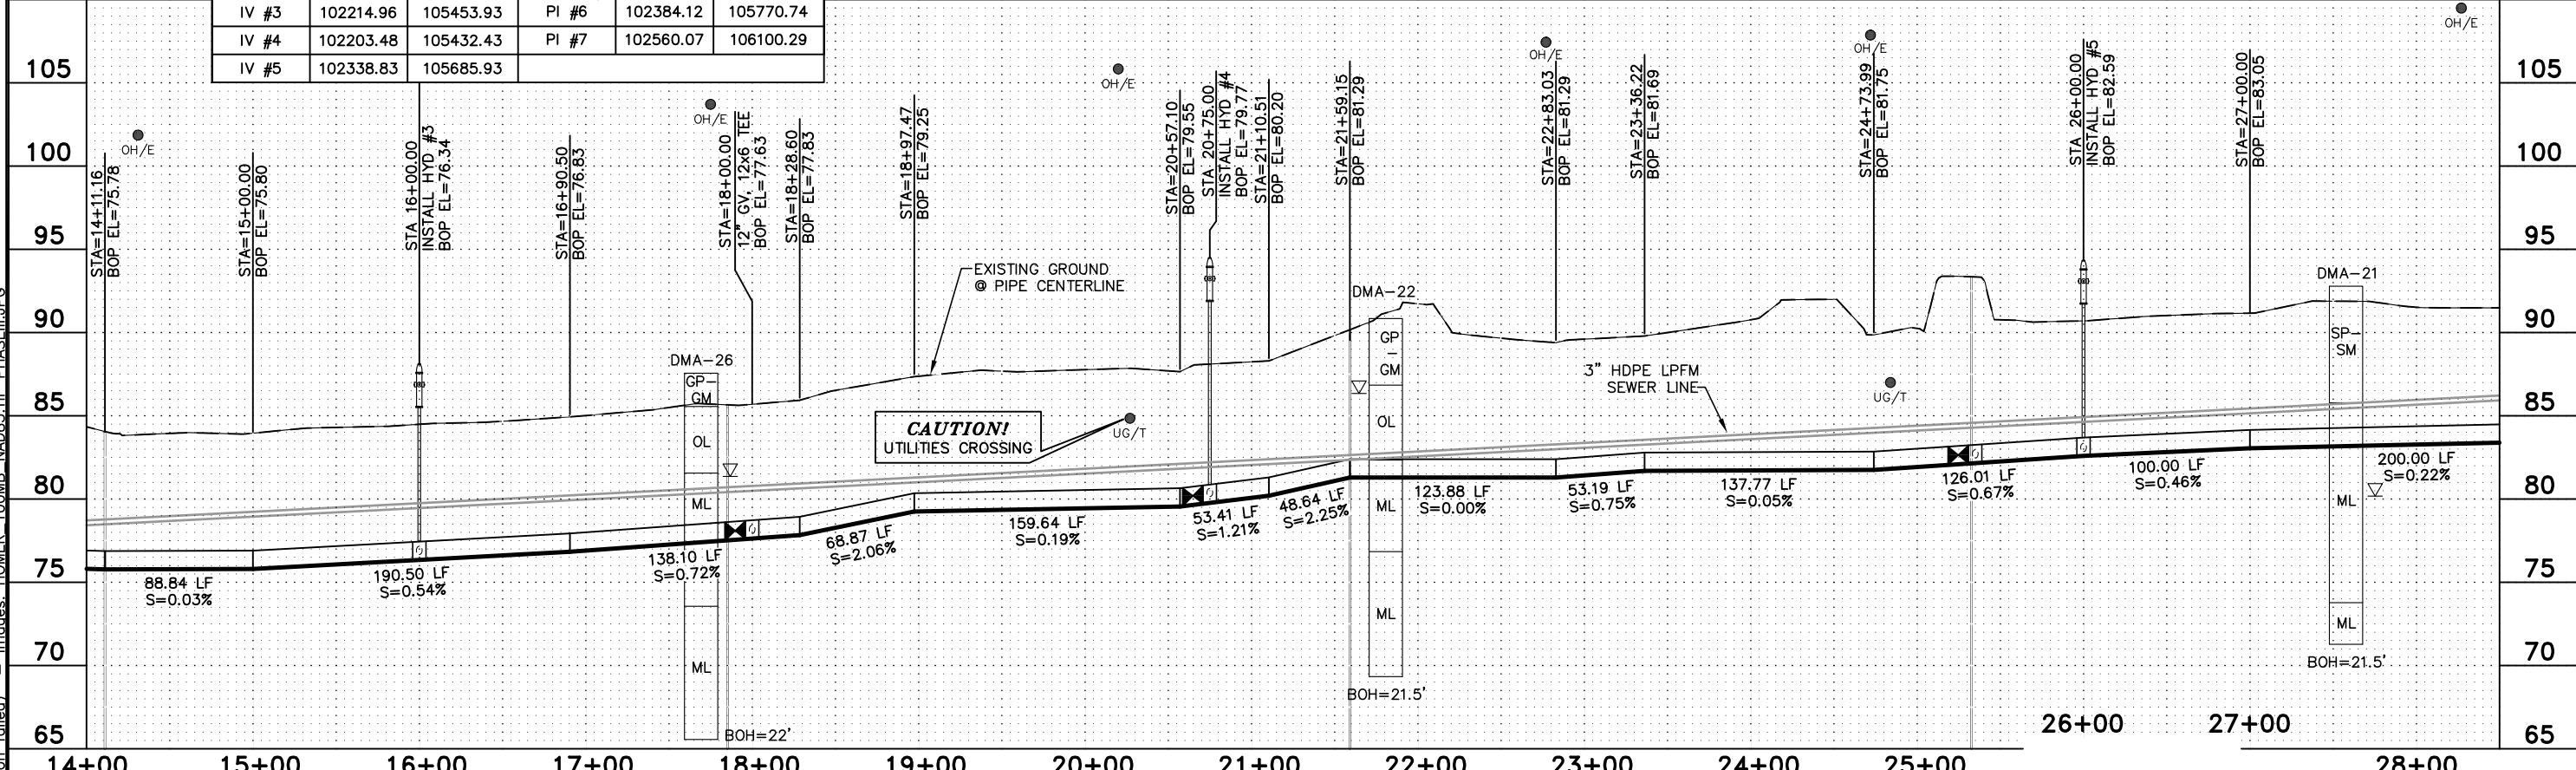 IV #3 102214.96 105453.93 PI #6 102384.12 105770.74
IV #4 102203.48 105432.43 PI #7 102560.07 106100.29
IV #5 102338.83 105685.93
105
100
95
90
85
80
75
70
65
105
100
95
90
85
80
75
70
65
OH/E
OH/E
OH/E
OH/E
OH/E
OH/E
STA=14+11.16
BOP EL=75.78
STA=15+00.00
BOP EL=75.80
STA 16+00.00
INSTALL HYD #3
BOP EL=76.34
STA=16+90.50
BOP EL=76.83
STA=18+00.00
12" GV, 12x6 TEE
BOP EL=77.63
STA=18+28.60
BOP EL=77.83
STA=18+97.47
BOP EL=79.25
STA=20+57.10
BOP EL=79.55
STA 20+75.00
INSTALL HYD #4
BOP EL=79.77
STA=21+10.51
BOP EL=80.20
STA=21+59.15
BOP EL=81.29
STA=22+83.03
BOP EL=81.29
STA=23+36.22
BOP EL=81.69
STA=24+73.99
BOP EL=81.75
STA 26+00.00
INSTALL HYD #5
BOP EL=82.59
STA=27+00.00
BOP EL=83.05
EXISTING GROUND
@ PIPE CENTERLINE
DMA-26
GP-
GM
OL
ML
ML
BOH=22'
CAUTION!
UTILITIES CROSSING
UG/T
DMA-22
GP
-
GM
OL
ML
ML
BOH=21.5'
3" HDPE LPFM
SEWER LINE
UG/T
DMA-21
SP-
SM
ML
ML
BOH=21.5'
88.84 LF
S=0.03%
190.50 LF
S=0.54%
138.10 LF
S=0.72%
68.87 LF
S=2.06%
159.64 LF
S=0.19%
53.41 LF
S=1.21%
48.64 LF
S=2.25%
123.88 LF
S=0.00%
53.19 LF
S=0.75%
137.77 LF
S=0.05%
126.01 LF
S=0.67%
100.00 LF
S=0.46%
200.00 LF
S=0.22%
26+00 27+00
14+00 15+00 16+00 17+00 18+00 19+00 20+00 21+00 22+00 23+00 24+00 25+00 28+00